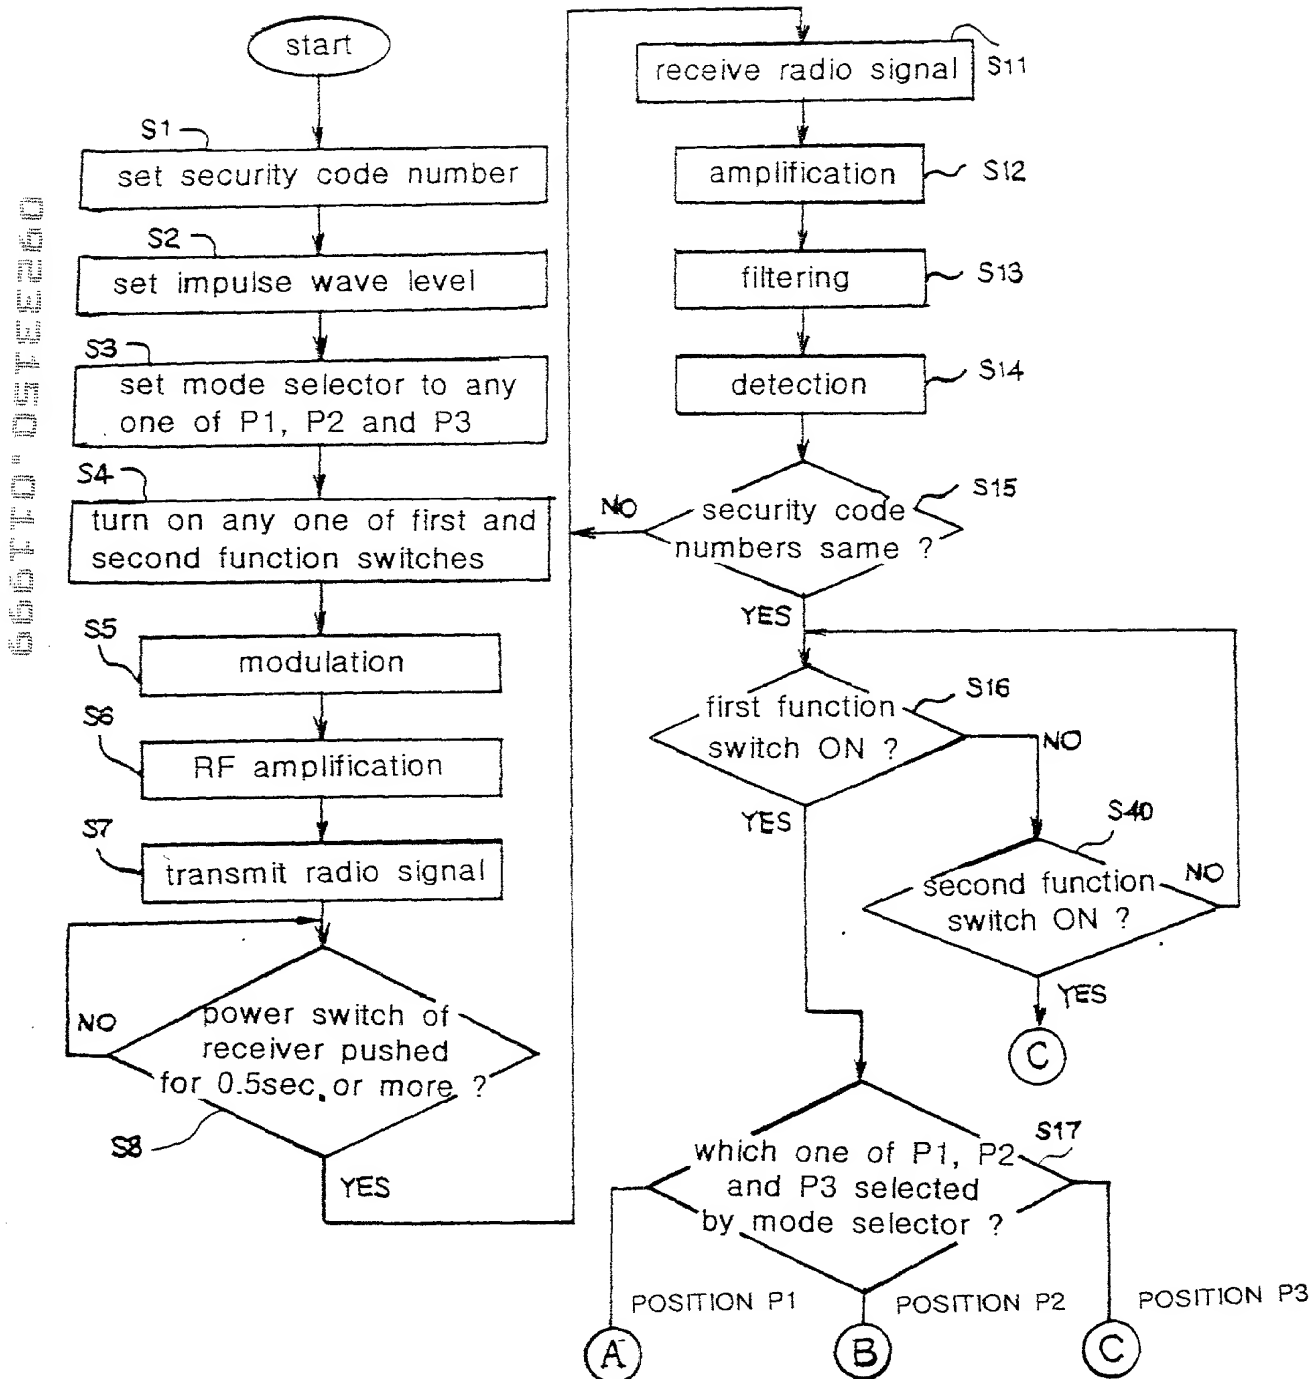 start
S1
set security code number
S2
set impulse wave level
S3
set mode selector to any
one of P1, P2 and P3
S4
turn on any one of first and
second function switches
S5
modulation
S6
RF amplification
S7
transmit radio signal
NO
power switch of
receiver pushed
for 0.5sec. or more ?
S8
YES
receive radio signal
S11
amplification
S12
filtering
S13
detection
S14
NO
security code
numbers same ?
S15
YES
first function
switch ON ?
S16
NO
YES
S40
second function
switch ON ?
NO
YES
C
which one of P1, P2
and P3 selected
by mode selector ?
S17
POSITION P1
POSITION P2
POSITION P3
A
B
C
09233150.011999